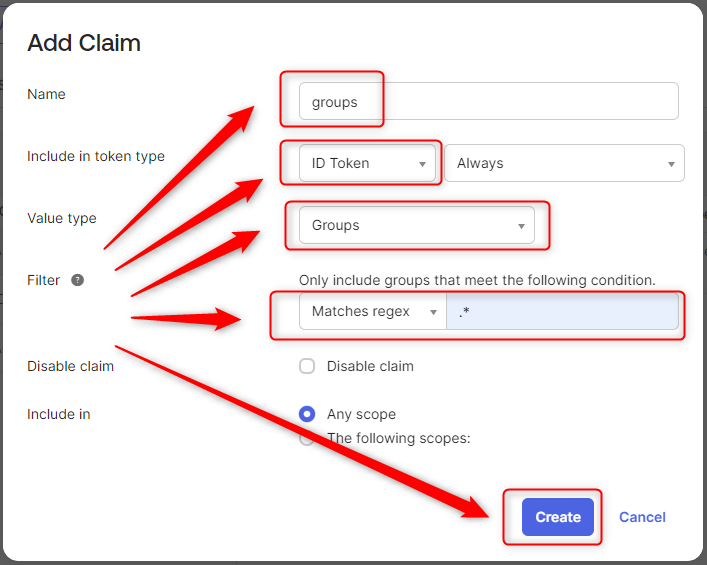 Add Claim
Name
groups
Include in token type
ID Token
Always
Value type
Groups
Filter ?
Only include groups that meet the following condition.
Matches regex
.*
Disable claim
Disable claim
Include in
Any scope
The following scopes:
Create
Cancel